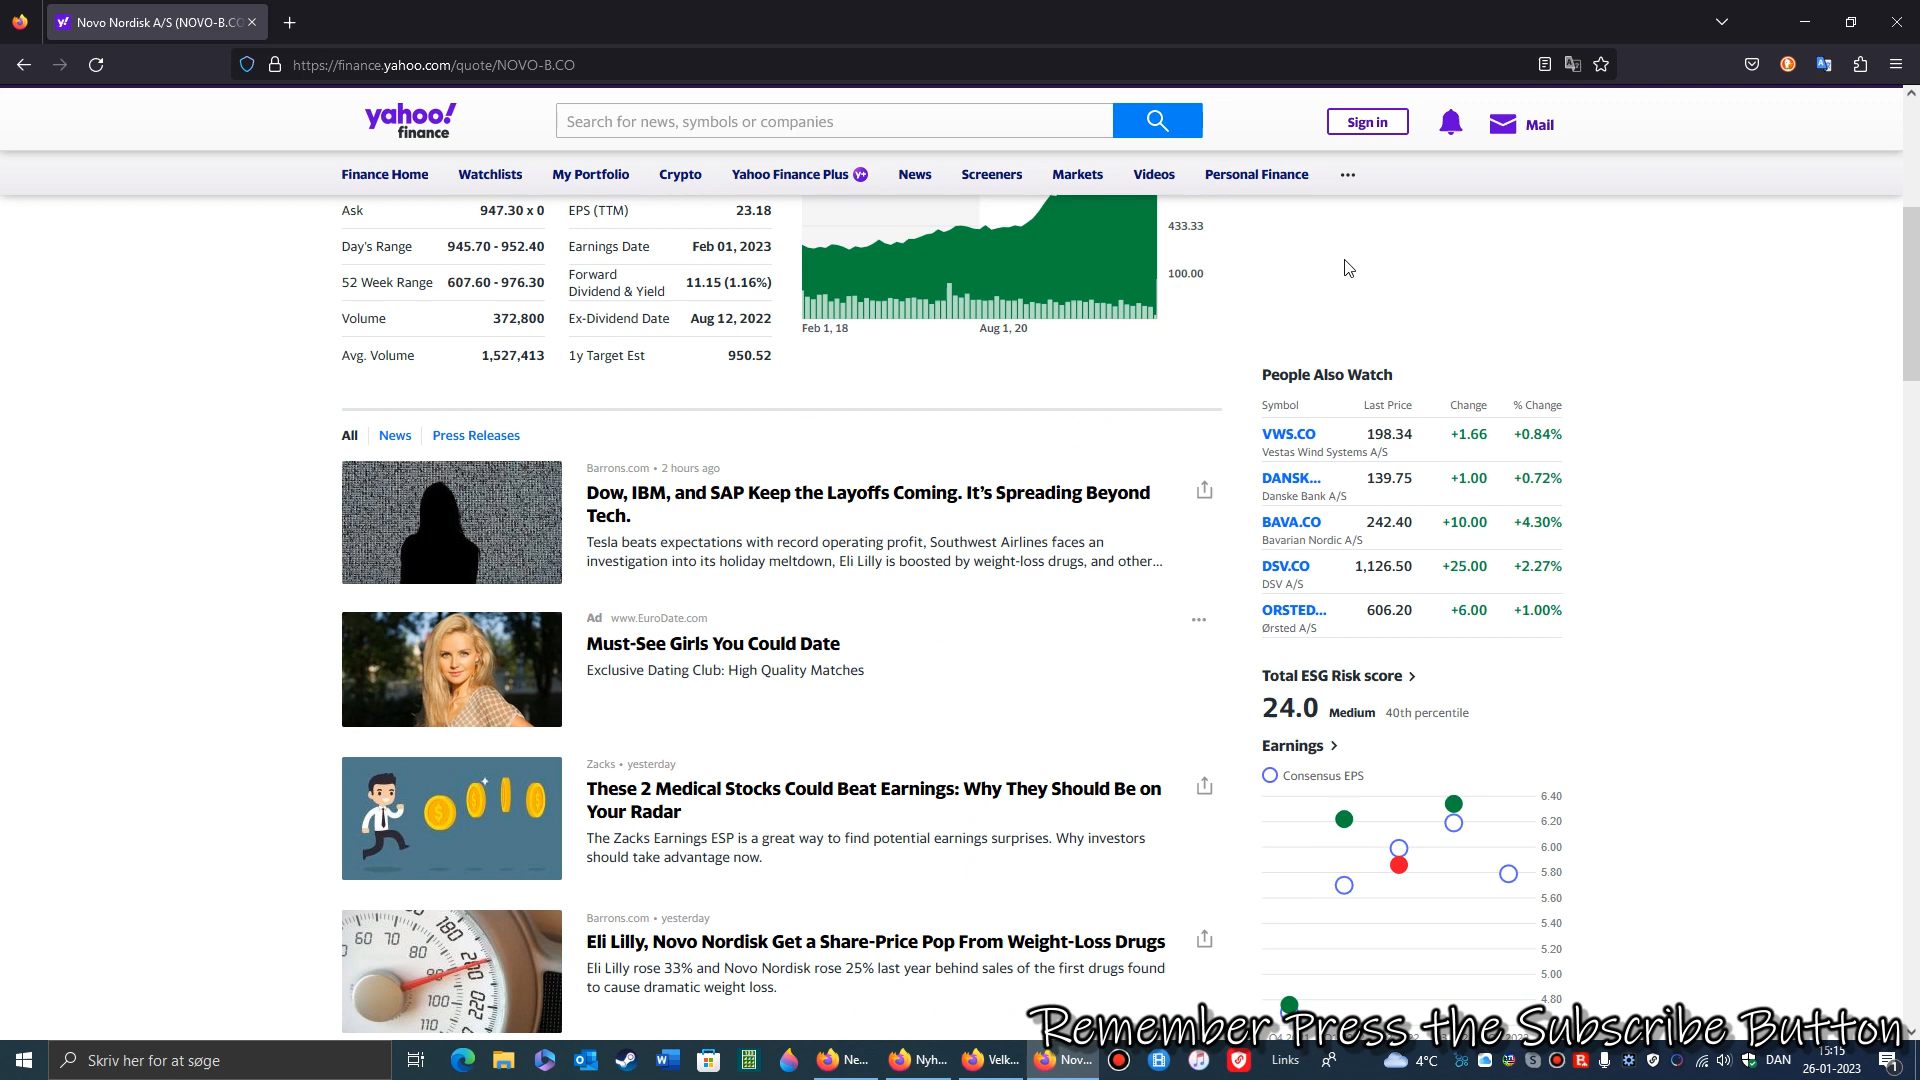 Novo Nordisk A/S (NOVO-B.CO
https://finance.yahoo.com/quote/NOVO-B.CO
yahoo!
finance
Search for news, symbols or companies
Sign in
Mail
Finance Home Watchlists My Portfolio Crypto Yahoo Finance Plus News Screeners Markets Videos Personal Finance
Ask 947.30 x 0 EPS (TTM) 23.18
Day's Range 945.70 - 952.40 Earnings Date Feb 01, 2023
52 Week Range 607.60 - 976.30 Forward Dividend & Yield 11.15 (1.16%)
Volume 372,800 Ex-Dividend Date Aug 12, 2022
Avg. Volume 1,527,413 1y Target Est 950.52
433.33
100.00
Feb 1, 18 Aug 1, 20
All News Press Releases
Barrons.com • 2 hours ago
Dow, IBM, and SAP Keep the Layoffs Coming. It’s Spreading Beyond
Tech.
Tesla beats expectations with record operating profit, Southwest Airlines faces an
investigation into its holiday meltdown, Eli Lilly is boosted by weight-loss drugs, and other...
Ad www.EuroDate.com
Must-See Girls You Could Date
Exclusive Dating Club: High Quality Matches
Zacks • yesterday
These 2 Medical Stocks Could Beat Earnings: Why They Should Be on
Your Radar
The Zacks Earnings ESP is a great way to find potential earnings surprises. Why investors
should take advantage now.
Barrons.com • yesterday
Eli Lilly, Novo Nordisk Get a Share-Price Pop From Weight-Loss Drugs
Eli Lilly rose 33% and Novo Nordisk rose 25% last year behind sales of the first drugs found
to cause dramatic weight loss.
People Also Watch
Symbol Last Price Change % Change
VWS.CO 198.34 +1.66 +0.84%
Vestas Wind Systems A/S
DANSK... 139.75 +1.00 +0.72%
Danske Bank A/S
BAVA.CO 242.40 +10.00 +4.30%
Bavarian Nordic A/S
DSV.CO 1,126.50 +25.00 +2.27%
DSV A/S
ORSTED... 606.20 +6.00 +1.00%
Ørsted A/S
Total ESG Risk score
24.0 Medium 40th percentile
Earnings
Consensus EPS
6.40
6.20
6.00
5.80
5.60
5.40
5.20
5.00
4.80
Remember Press the Subscribe Button
Skriv her for at søge
Ne...
Nyh...
Velk...
Nov...
Links
4°C
DAN
15:15
26-01-2023